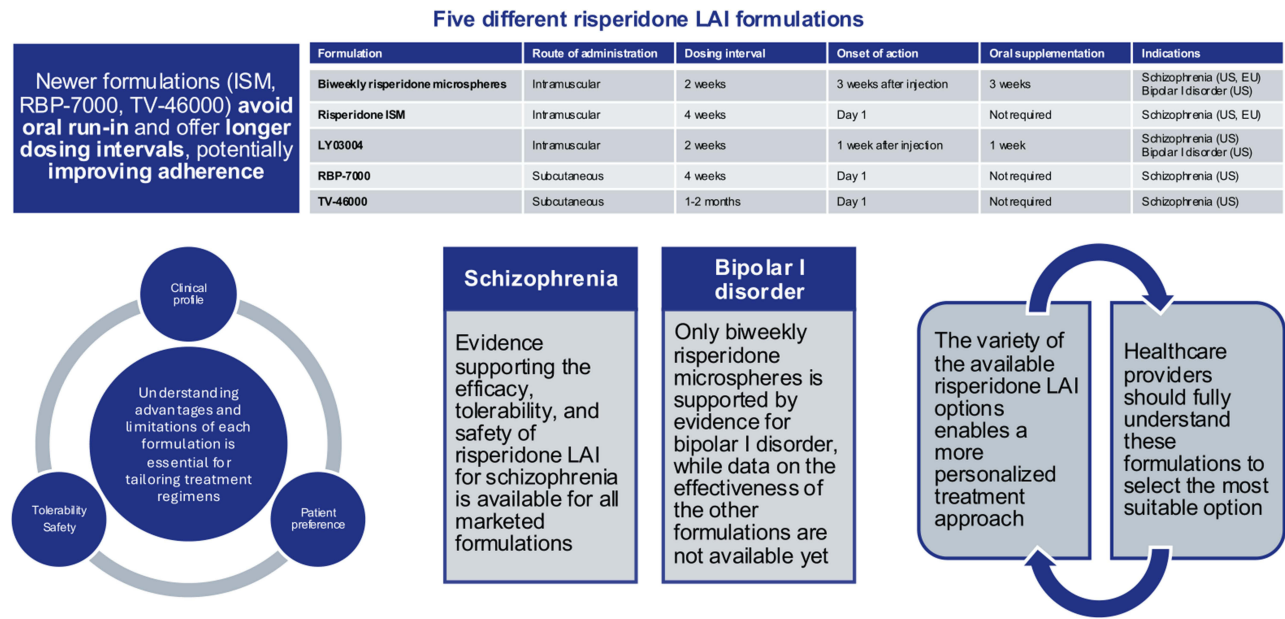 Five different risperidone LAI formulations
Newer formulations (ISM,
RBP-7000, TV-46000) avoid
oral run-in and offer longer
dosing intervals, potentially
improving adherence
Formulation Route of administration Dosing interval Onset of action Oral supplementation Indications
Biweekly risperidone microspheres Intramuscular 2 weeks 3 weeks after injection 3 weeks Schizophrenia (US, EU)
Bipolar I disorder (US)
Risperidone ISM Intramuscular 4 weeks Day 1 Not required Schizophrenia (US, EU)
LY03004 Intramuscular 2 weeks 1 week after injection 1 week Schizophrenia (US)
Bipolar I disorder (US)
RBP-7000 Subcutaneous 4 weeks Day 1 Not required Schizophrenia (US)
TV-46000 Subcutaneous 1-2 months Day 1 Not required Schizophrenia (US)
Clinical
profile
Understanding
advantages and
limitations of each
formulation is
essential for
tailoring treatment
regimens
Tolerability
Safety
Patient
preference
Schizophrenia
Evidence
supporting the
efficacy,
tolerability, and
safety of
risperidone LAI
for schizophrenia
is available for all
marketed
formulations
Bipolar I
disorder
Only biweekly
risperidone
microspheres is
supported by
evidence for
bipolar I disorder,
while data on the
effectiveness of
the other
formulations are
not available yet
The variety of
the available
risperidone LAI
options
enables a
more
personalized
treatment
approach
Healthcare
providers
should fully
understand
these
formulations to
select the most
suitable option